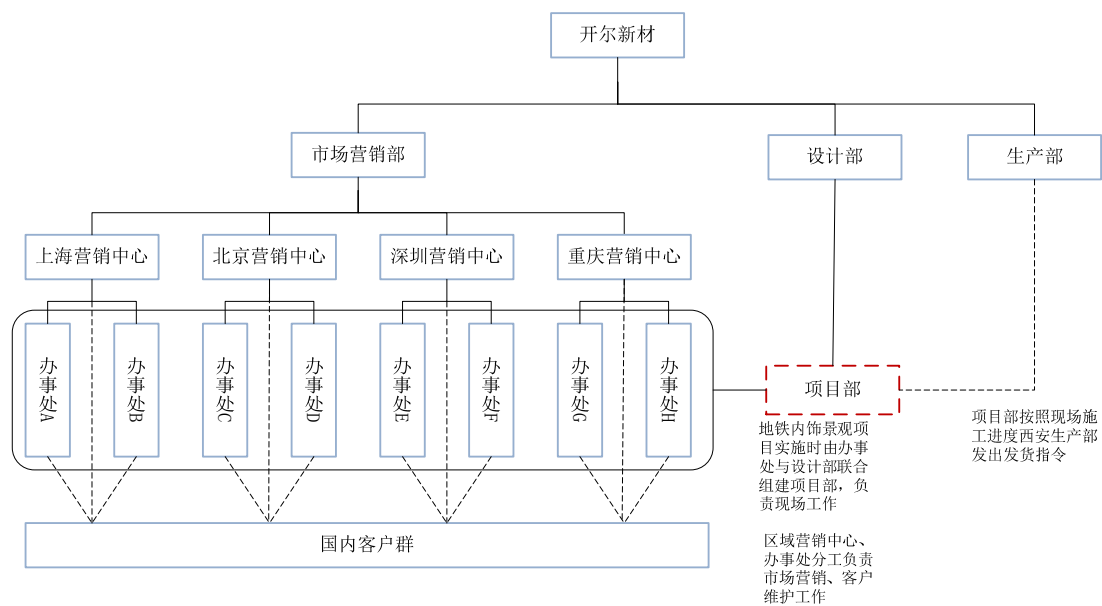 开尔新材
市场营销部
设计部
生产部
上海营销中心
北京营销中心
深圳营销中心
重庆营销中心
办事处A
办事处B
办事处C
办事处D
办事处E
办事处F
办事处G
办事处H
项目部
地铁内饰景观项
目实施时由办事
处与设计部联合
组建项目部，负
责现场工作
项目部按照现场施
工进度西安生产部
发出发货指令
国内客户群
区域营销中心、
办事处分工负责
市场营销、客户
维护工作